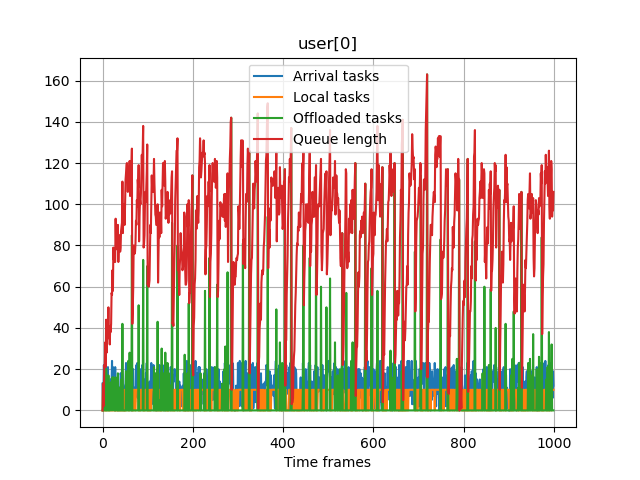 user[0]
Arrival tasks
Local tasks
Offloaded tasks
Queue length
160
140
120
100
80
60
40
20
0
0 200 400 600 800 1000
Time frames